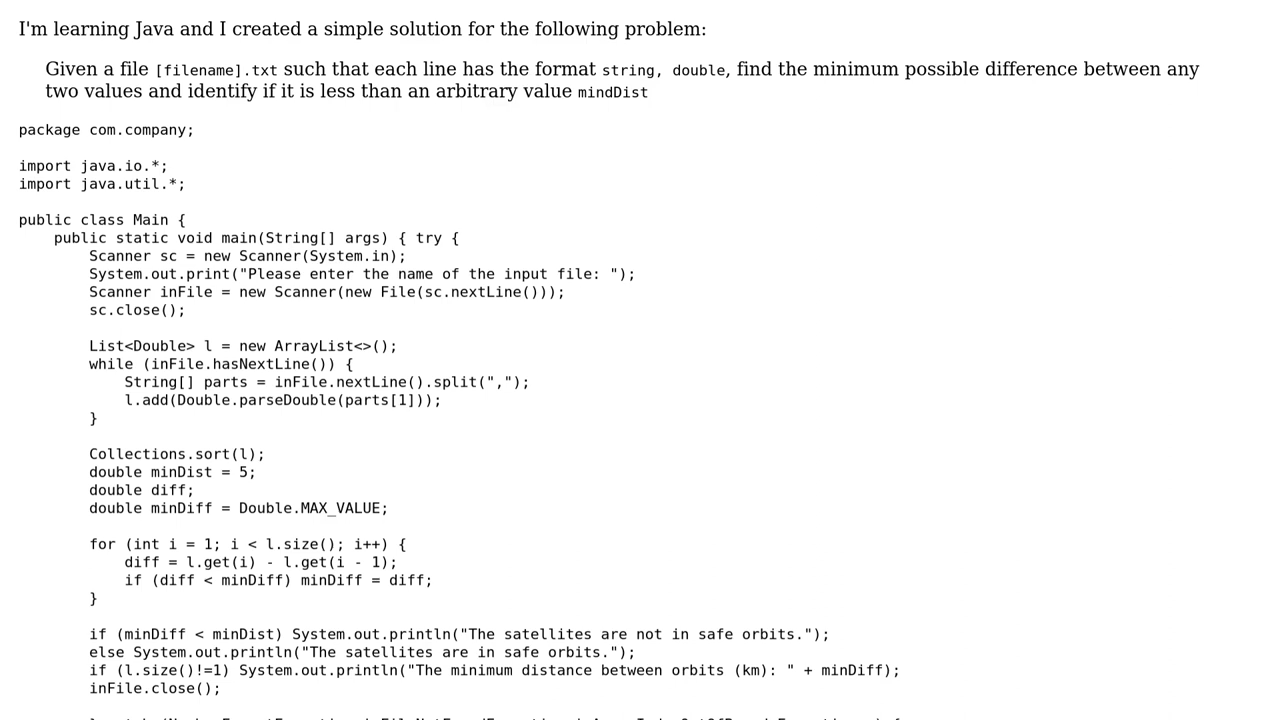 I'm learning Java and I created a simple solution for the following problem:
Given a file [filename].txt such that each line has the format string, double, find the minimum possible difference between any
two values and identify if it is less than an arbitrary value mindDist
package com.company;
import java.io.*;
import java.util.*;
public class Main {
public static void main(String[] args) { try {
Scanner sc = new Scanner(System.in);
System.out.print("Please enter the name of the input file: ");
Scanner inFile = new Scanner(new File(sc.nextLine()));
sc.close();
List<Double> l = new ArrayList<>();
while (inFile.hasNextLine()) {
String[] parts = inFile.nextLine().split(",");
l.add(Double.parseDouble(parts[1]));
}
Collections.sort(l);
double minDist = 5;
double diff;
double minDiff = Double.MAX_VALUE;
for (int i = 1; i < l.size(); i++) {
diff = l.get(i) - l.get(i - 1);
if (diff < minDiff) minDiff = diff;
}
if (minDiff < minDist) System.out.println("The satellites are not in safe orbits.");
else System.out.println("The satellites are in safe orbits.");
if (l.size()!=1) System.out.println("The minimum distance between orbits (km): " + minDiff);
inFile.close();